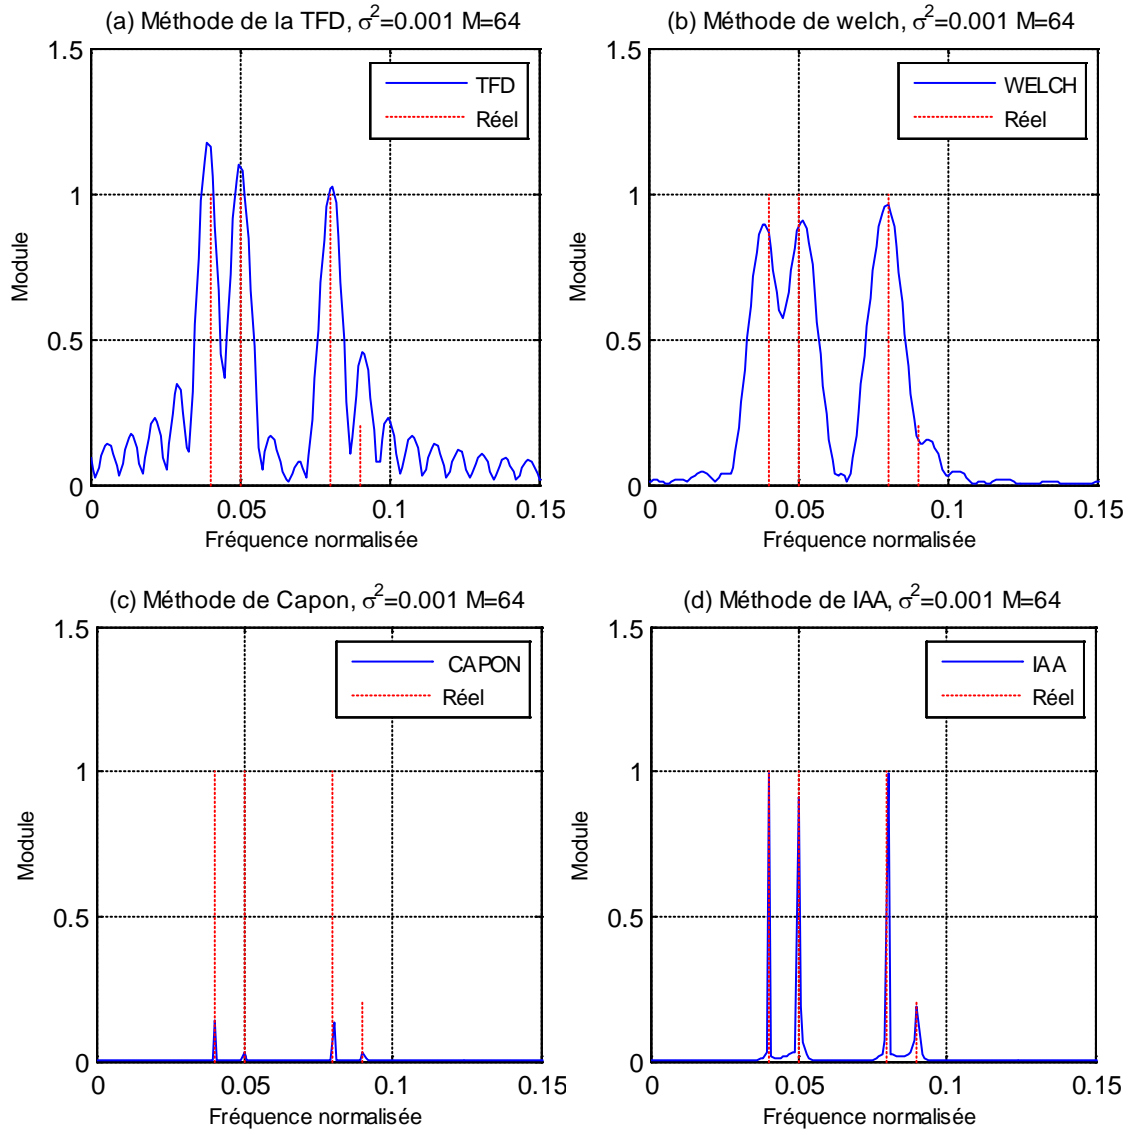 (a) Méthode de la TFD, σ²=0.001 M=64
1.5
1
0.5
0
Module
TFD
Réel
0
0.05
0.1
0.15
Fréquence normalisée
(b) Méthode de welch, σ²=0.001 M=64
1.5
1
0.5
0
Module
WELCH
Réel
0
0.05
0.1
0.15
Fréquence normalisée
(c) Méthode de Capon, σ²=0.001 M=64
1.5
1
0.5
0
Module
CAPON
Réel
0
0.05
0.1
0.15
Fréquence normalisée
(d) Méthode de IAA, σ²=0.001 M=64
1.5
1
0.5
0
Module
IAA
Réel
0
0.05
0.1
0.15
Fréquence normalisée